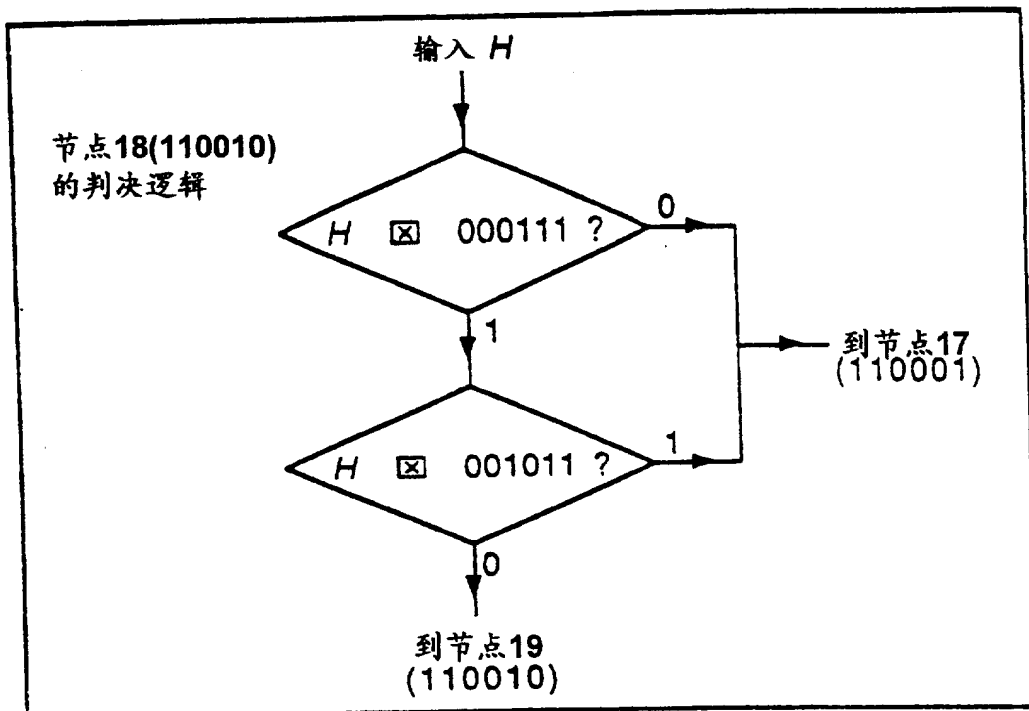 输入 H
节点18(110010)
的判决逻辑
H ⊠ 000111 ?
0
1
到节点17
(110001)
H ⊠ 001011 ?
1
0
到节点19
(110010)